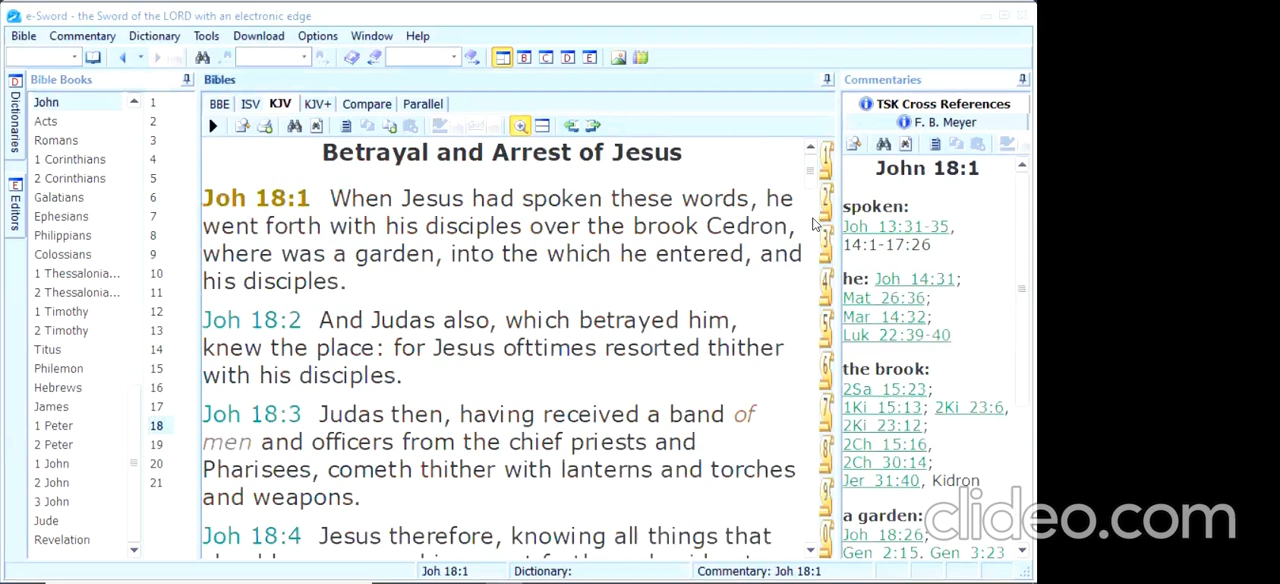 e-Sword - the Sword of the LORD with an electronic edge
Bible Commentary Dictionary Tools Download Options Window Help
B C D E
D Dictionaries
E Editors
Bible Books
John
Acts
Romans
1 Corinthians
2 Corinthians
Galatians
Ephesians
Philippians
Colossians
1 Thessalonia...
2 Thessalonia...
1 Timothy
2 Timothy
Titus
Philemon
Hebrews
James
1 Peter
2 Peter
1 John
2 John
3 John
Jude
Revelation
1
2
3
4
5
6
7
8
9
10
11
12
13
14
15
16
17
18
19
20
21
Bibles
BBE ISV KJV KJV+ Compare Parallel
Betrayal and Arrest of Jesus
Joh 18:1 When Jesus had spoken these words, he
went forth with his disciples over the brook Cedron,
where was a garden, into the which he entered, and
his disciples.
Joh 18:2 And Judas also, which betrayed him,
knew the place: for Jesus ofttimes resorted thither
with his disciples.
Joh 18:3 Judas then, having received a band of
men and officers from the chief priests and
Pharisees, cometh thither with lanterns and torches
and weapons.
Joh 18:4 Jesus therefore, knowing all things that
1
2
3
4
5
6
7
8
9
0
Commentaries
TSK Cross References
F. B. Meyer
John 18:1
spoken:
Joh 13:31-35,
14:1-17:26
he: Joh 14:31;
Mat 26:36;
Mar 14:32;
Luk 22:39-40
the brook:
2Sa 15:23;
1Ki 15:13; 2Ki 23:6,
2Ki 23:12;
2Ch 15:16,
2Ch 30:14;
Jer 31:40, Kidron
a garden:
Joh 18:26;
Gen 2:15, Gen 3:23
clideo.com
Joh 18:1 Dictionary: Commentary: Joh 18:1